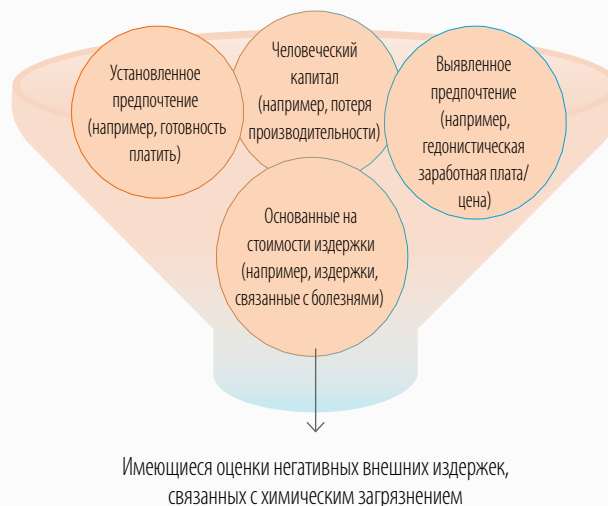 Установленное
предпочтение
(например, готовность
платить)
Человеческий
капитал
(например, потеря
производительности)
Выявленное
предпочтение
(например,
гедонистическая
заработная плата/
цена)
Основанные на
стоимости издержки
(например, издержки,
связанные с болезнями)
Имеющиеся оценки негативных внешних издержек,
связанных с химическим загрязнением